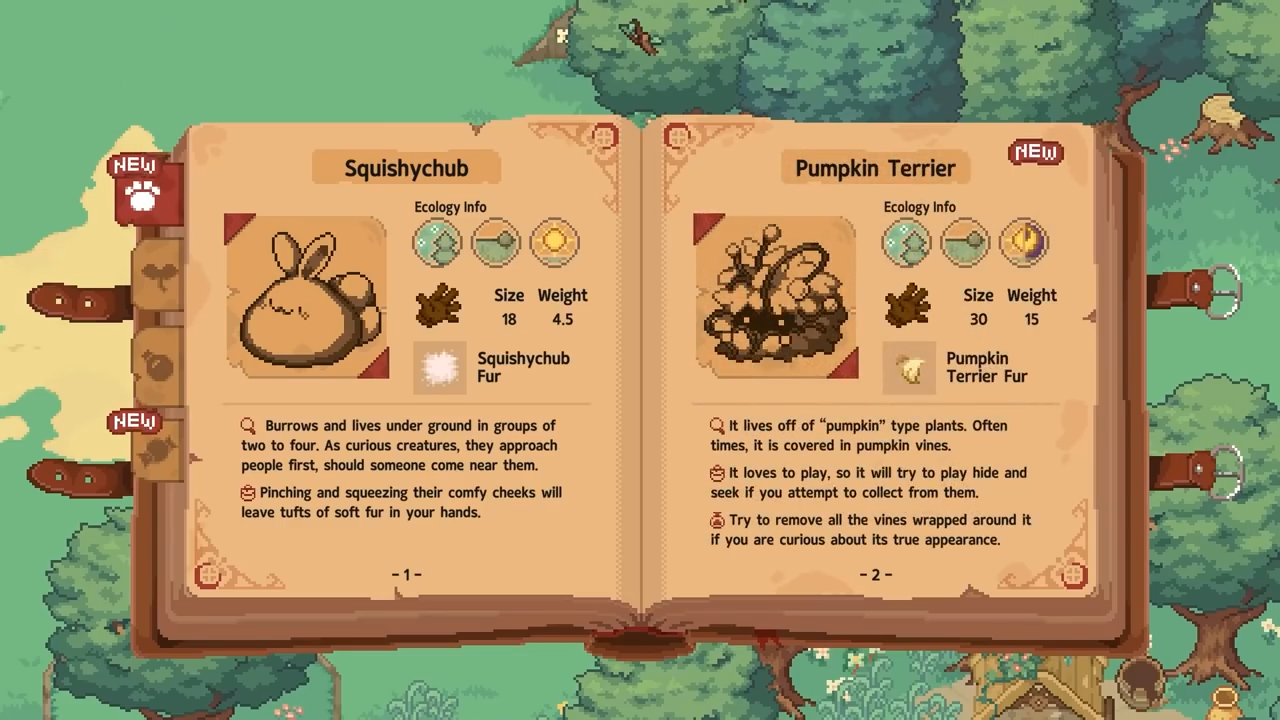 NEW
Squishychub
Ecology Info
Size Weight
18 4.5
Squishychub
Fur
Burrows and lives under ground in groups of
two to four. As curious creatures, they approach
people first, should someone come near them.
Pinching and squeezing their comfy cheeks will
leave tufts of soft fur in your hands.
- 1 -
NEW
NEW
Pumpkin Terrier
Ecology Info
Size Weight
30 15
Pumpkin
Terrier Fur
It lives off of “pumpkin” type plants. Often
times, it is covered in pumpkin vines.
It loves to play, so it will try to play hide and
seek if you attempt to collect from them.
Try to remove all the vines wrapped around it
if you are curious about its true appearance.
- 2 -